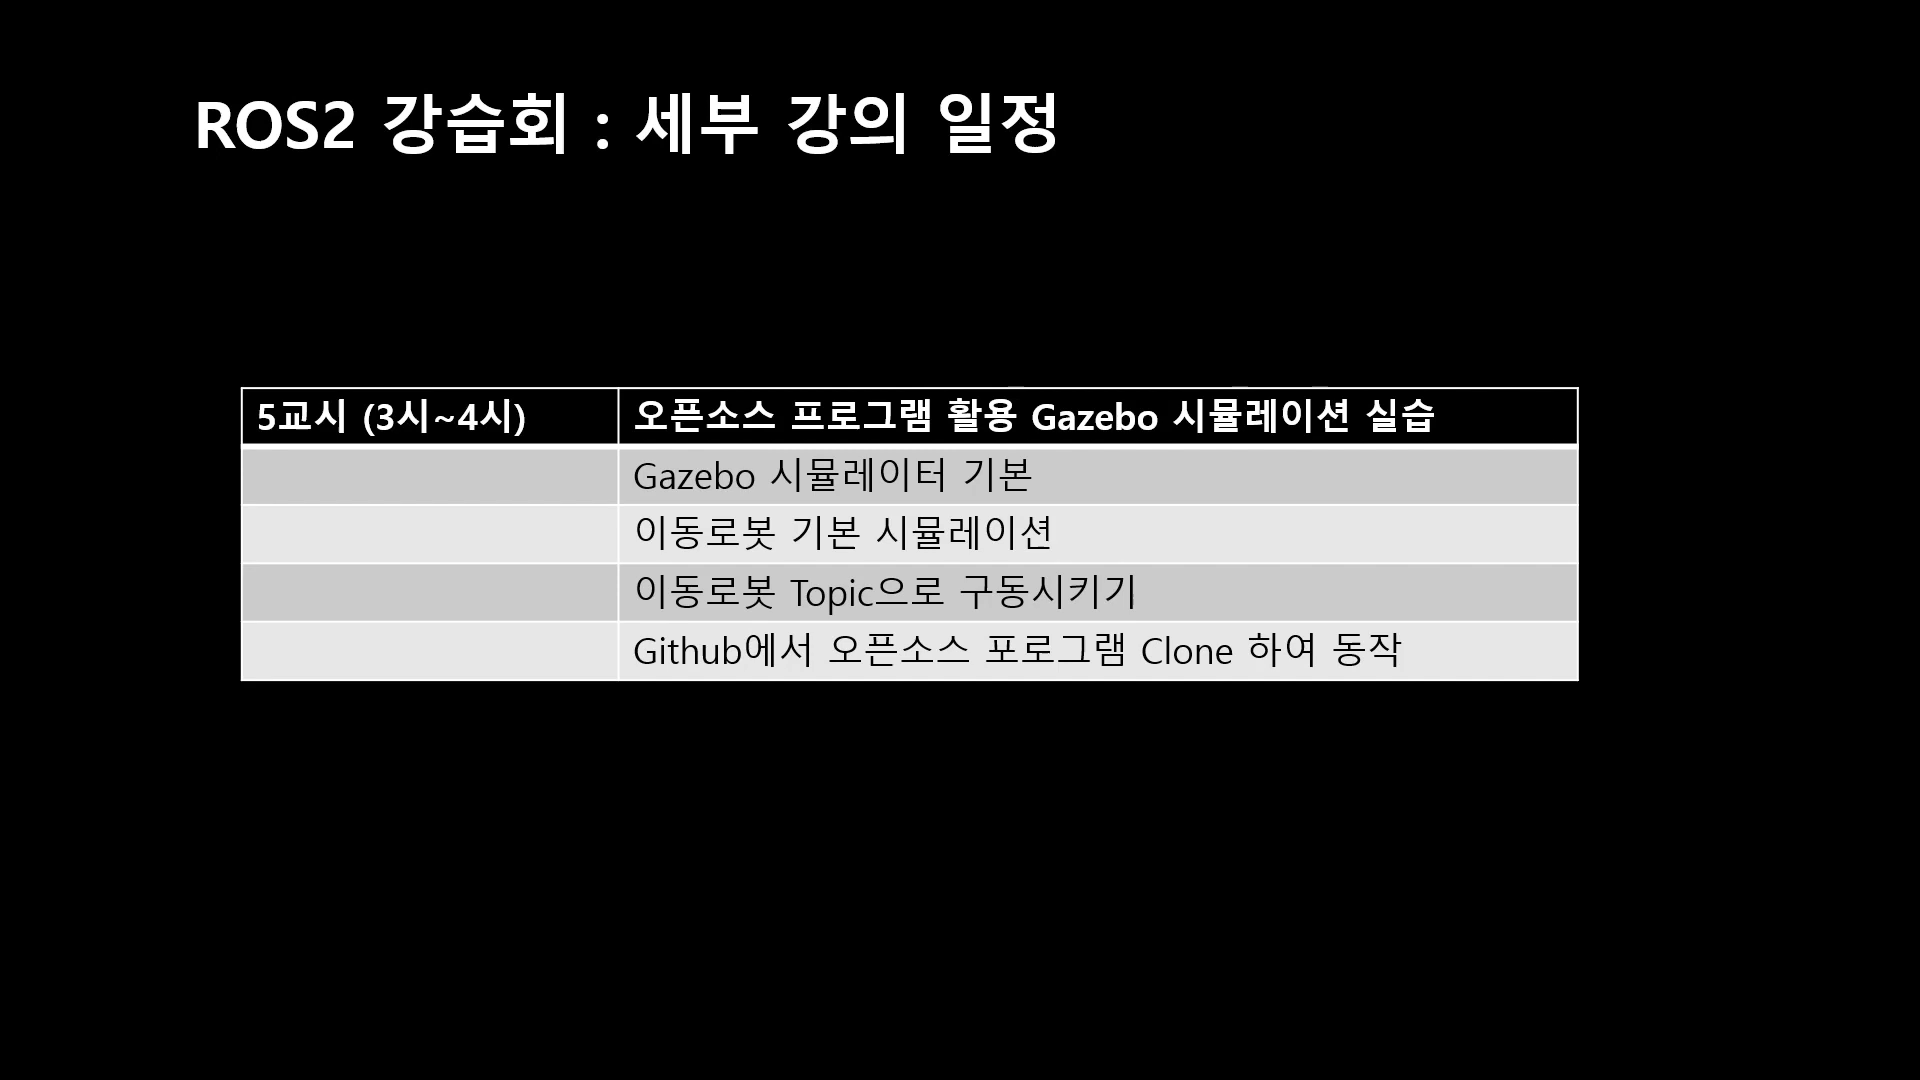 ROS2 강습회 : 세부 강의 일정
5교시 (3시~4시) 오픈소스 프로그램 활용 Gazebo 시뮬레이션 실습
Gazebo 시뮬레이터 기본
이동로봇 기본 시뮬레이션
이동로봇 Topic으로 구동시키기
Github에서 오픈소스 포로그램 Clone 하여 동작